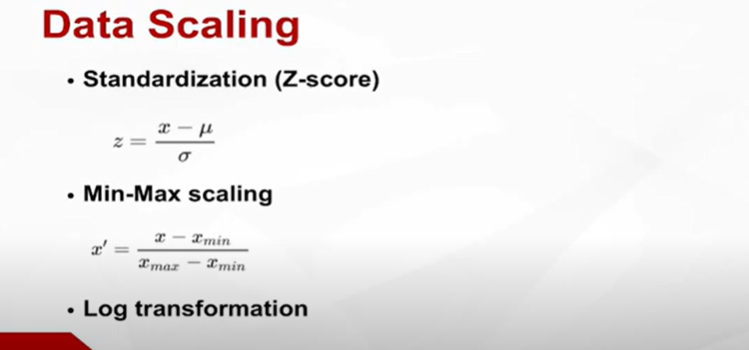 Data Scaling
• Standardization (Z-score)
z = \frac{x - \mu}{\sigma}
• Min-Max scaling
x' = \frac{x - x_{min}}{x_{max} - x_{min}}
• Log transformation